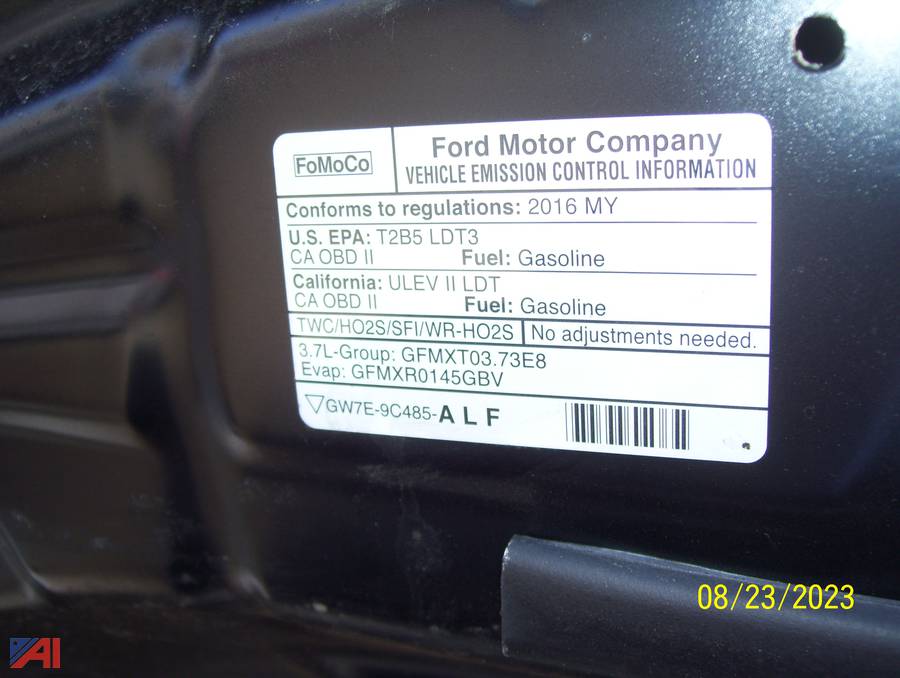 FoMoCo
Ford Motor Company
VEHICLE EMISSION CONTROL INFORMATION
Conforms to regulations: 2016 MY
U.S. EPA: T2B5 LDT3
CA OBD II Fuel: Gasoline
California: ULEV II LDT
CA OBD II Fuel: Gasoline
TWC/HO2S/SFI/WR-HO2S No adjustments needed.
3.7L-Group: GFMXT03.73E8
Evap: GFMXR0145GBV
GW7E-9C485-ALF
08/23/2023
AI